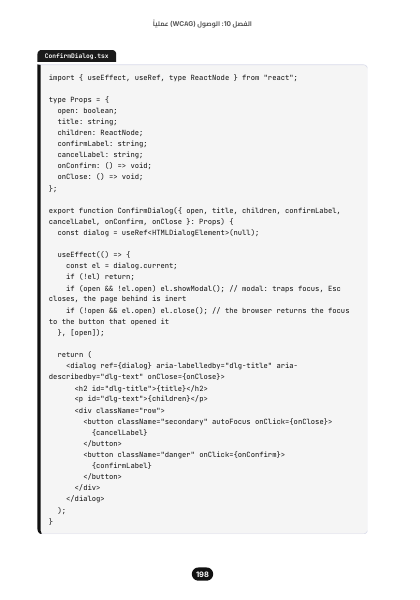 الفصل 10: الوصول (WCAG) عملياً
ConfirmDialog.tsx
import { useEffect, useRef, type ReactNode } from "react";
type Props = {
open: boolean;
title: string;
children: ReactNode;
confirmLabel: string;
cancelLabel: string;
onConfirm: () => void;
onClose: () => void;
};
export function ConfirmDialog({ open, title, children, confirmLabel,
cancelLabel, onConfirm, onClose }: Props) {
const dialog = useRef<HTMLDialogElement>(null);
useEffect(() => {
const el = dialog.current;
if (!el) return;
if (open && !el.open) el.showModal(); // modal: traps focus, Esc
closes, the page behind is inert
if (!open && el.open) el.close(); // the browser returns the focus
to the button that opened it
}, [open]);
return (
<dialog ref={dialog} aria-labelledby="dlg-title" aria-
describedby="dlg-text" onClose={onClose}>
<h2 id="dlg-title">{title}</h2>
<p id="dlg-text">{children}</p>
<div className="row">
<button className="secondary" autoFocus onClick={onClose}>
{cancelLabel}
</button>
<button className="danger" onClick={onConfirm}>
{confirmLabel}
</button>
</div>
</dialog>
);
}
198